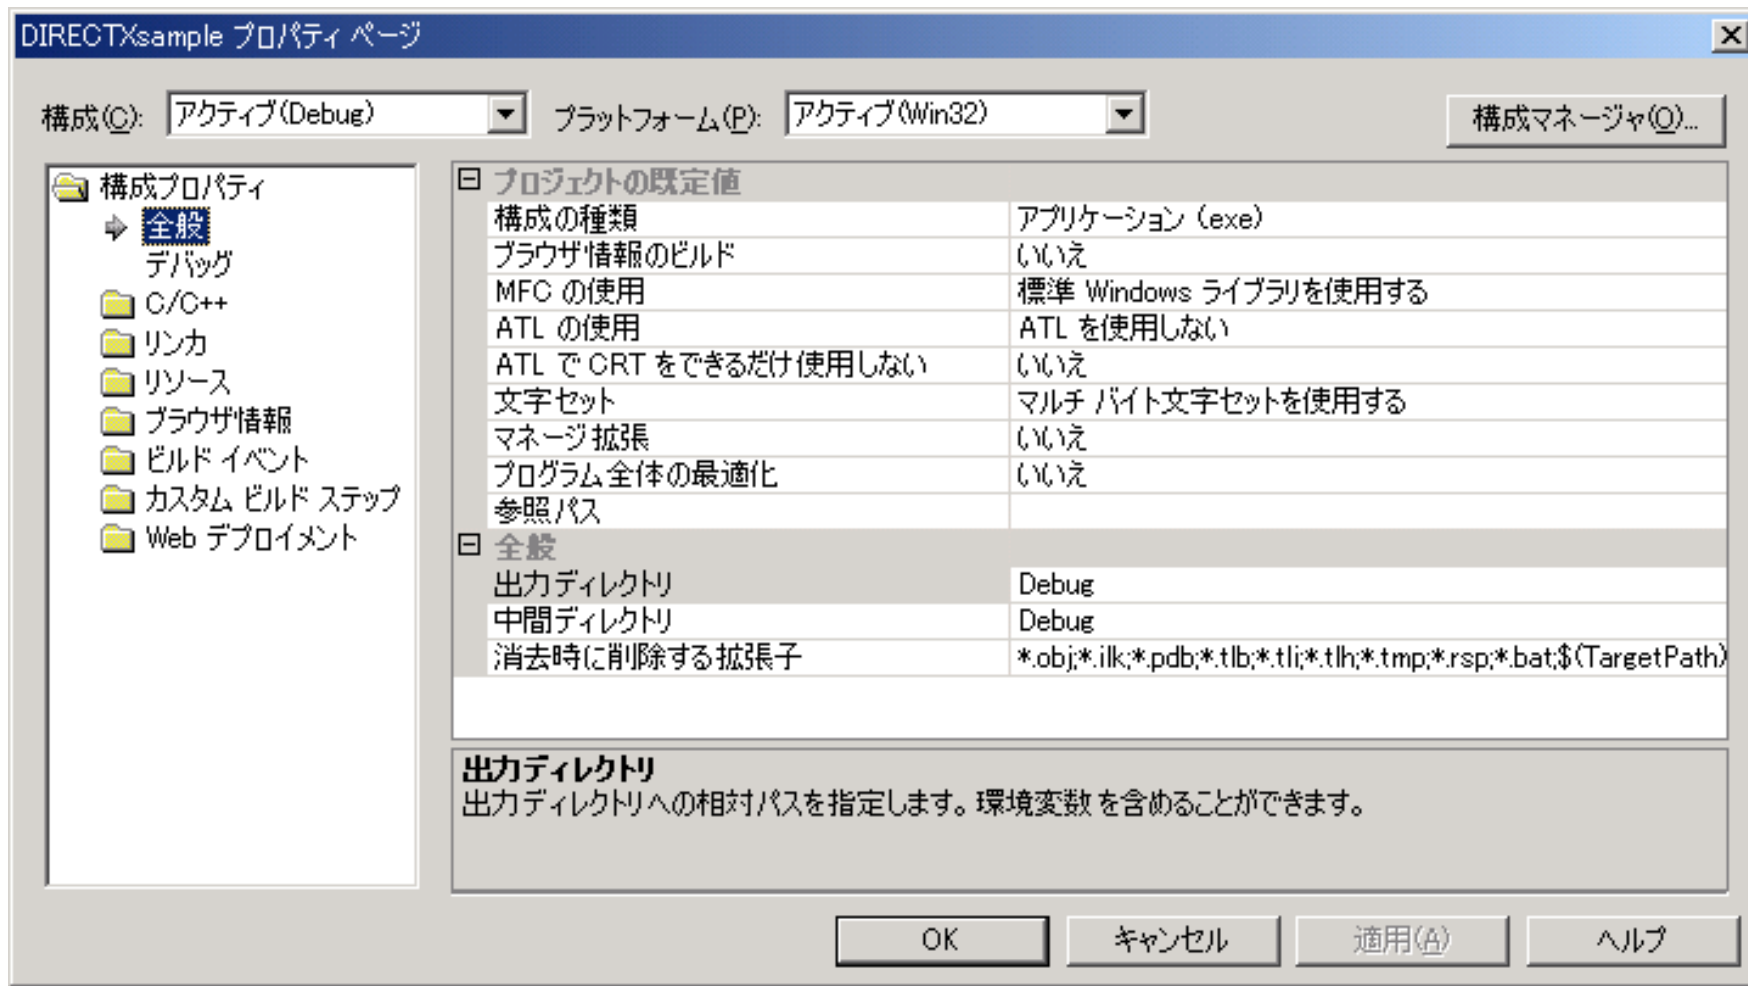 DIRECTXsample プロパティ ページ
構成(C): アクティブ(Debug) プラットフォーム(P): アクティブ(Win32) 構成マネージャ(O)...
構成プロパティ
全般
デバッグ
C/C++
リンカ
リソース
ブラウザ情報
ビルド イベント
カスタム ビルド ステップ
Web デプロイメント
プロジェクトの既定値
構成の種類 アプリケーション (exe)
ブラウザ情報のビルド いいえ
MFC の使用 標準 Windows ライブラリを使用する
ATL の使用 ATL を使用しない
ATL で CRT をできるだけ使用しない いいえ
文字セット マルチ バイト文字セットを使用する
マネージ拡張 いいえ
プログラム全体の最適化 いいえ
参照パス
全般
出力ディレクトリ Debug
中間ディレクトリ Debug
消去時に削除する拡張子 *.obj;*.ilk;*.pdb;*.tlb;*.tli;*.tlh;*.tmp;*.rsp;*.bat;$(TargetPath)
出力ディレクトリ
出力ディレクトリへの相対パスを指定します。環境変数 を含めることができます。
OK キャンセル 適用(A) ヘルプ